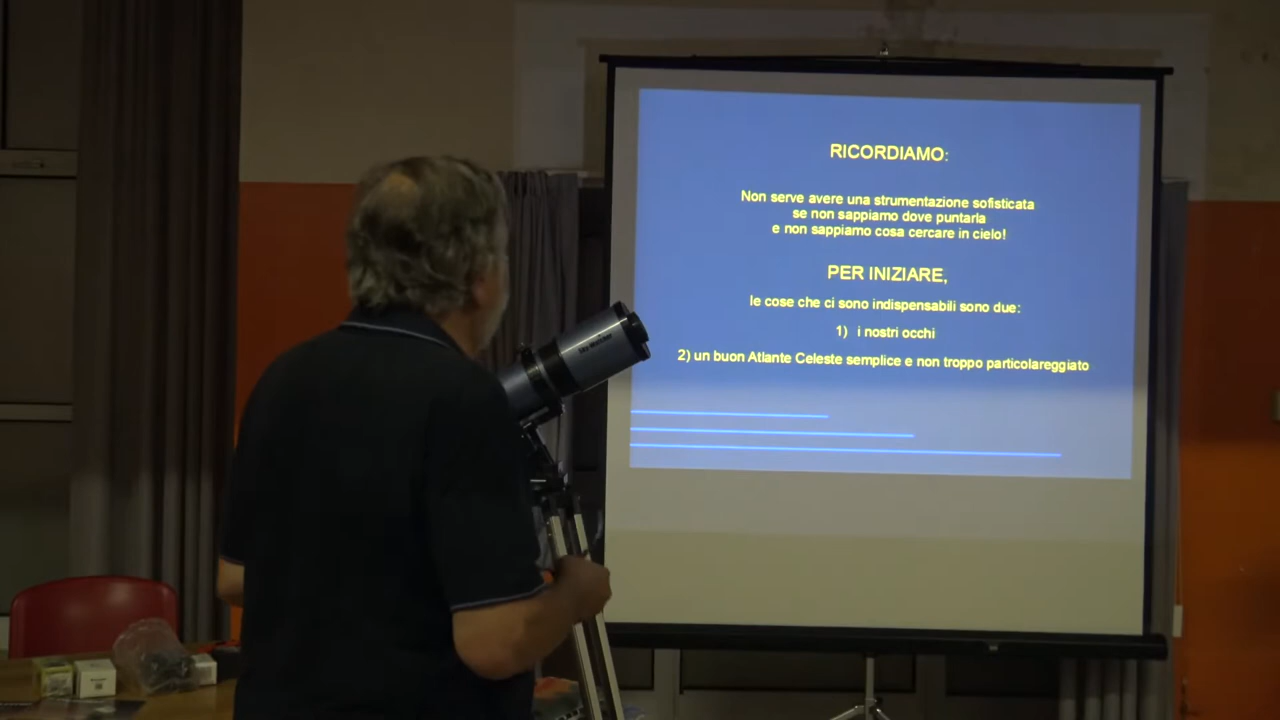 RICORDIAMO:
Non serve avere una strumentazione sofisticata
se non sappiamo dove puntarla
e non sappiamo cosa cercare in cielo!
PER INIZIARE,
le cose che ci sono indispensabili sono due:
1) i nostri occhi
2) un buon Atlante Celeste semplice e non troppo particolareggiato
Sky-Watcher